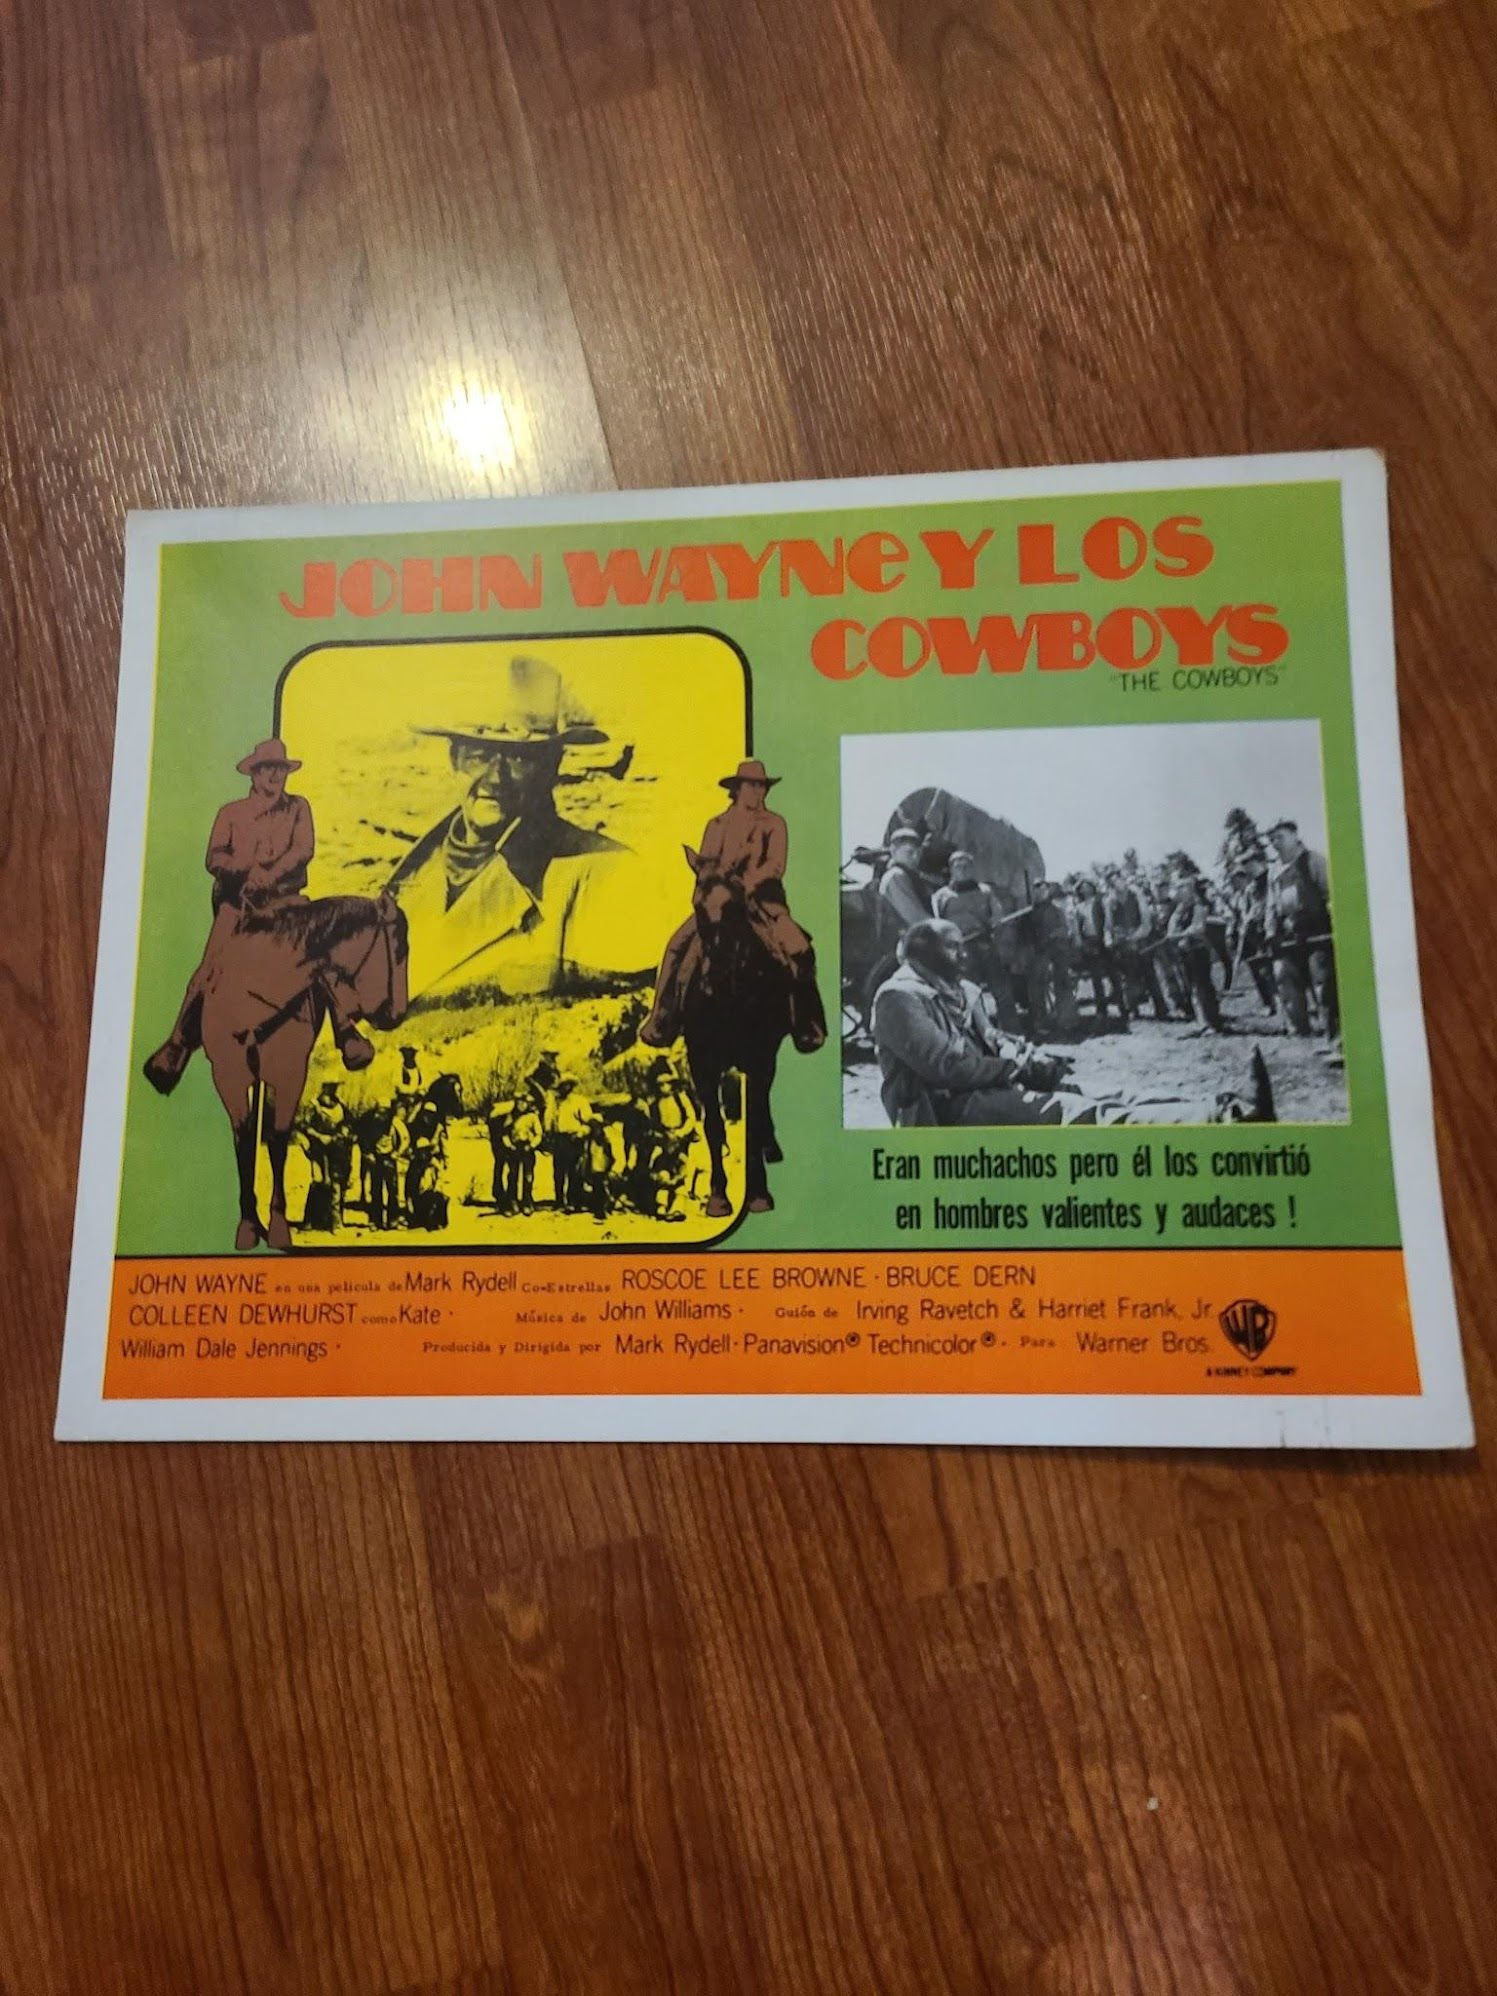 JOHN WAYNE Y LOS
COWBOYS
"THE COWBOYS"
Eran muchachos pero él los convirtió
en hombres valientes y audaces !
JOHN WAYNE en una película de Mark Rydell Co-Estrellas ROSCOE LEE BROWNE · BRUCE DERN
COLLEEN DEWHURST como Kate · Música de John Williams · Guión de Irving Ravetch & Harriet Frank, Jr.
William Dale Jennings · Producida y Dirigida por Mark Rydell · Panavision® Technicolor® · Para Warner Bros.
WB
A KINNEY COMPANY